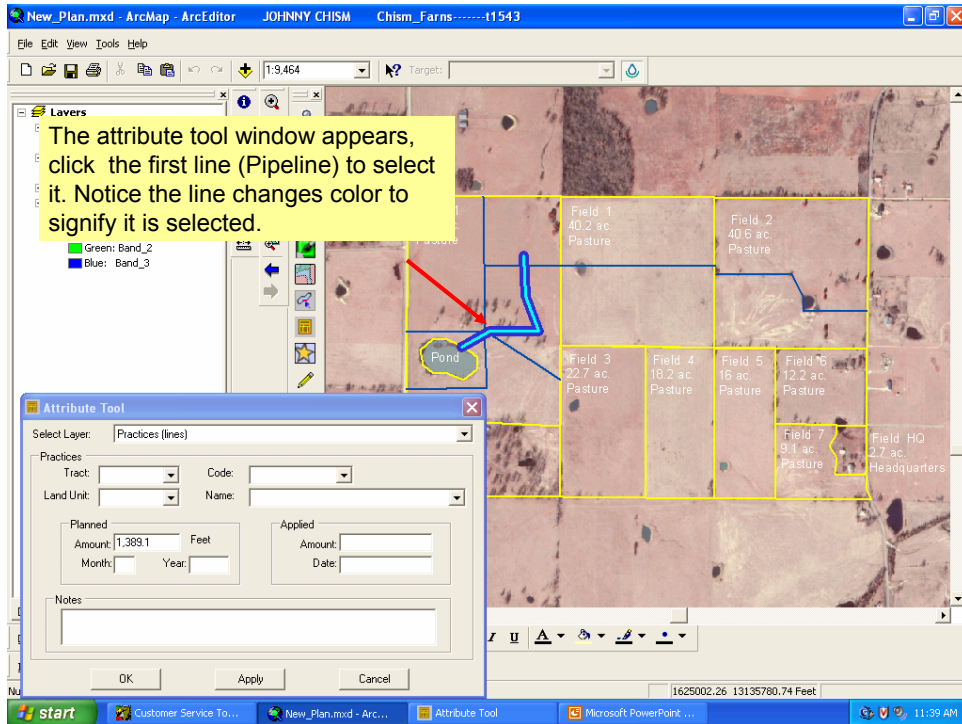 New_Plan.mxd - ArcMap - ArcEditor JOHNNY CHISM Chism_Farns-------t1543
File Edit View Tools Help
1:9,464 Target:
Layers
The attribute tool window appears,
click the first line (Pipeline) to select
it. Notice the line changes color to
signify it is selected.
Green: Band_2
Blue: Band_3
Pasture
Field 1
40.2 ac.
Pasture
Field 2
40.6 ac.
Pasture
Pond
Field 3
22.7 ac.
Pasture
Field 4
18.2 ac.
Pasture
Field 5
16 ac.
Pasture
Field 6
12.2 ac.
Pasture
Field 7
9.1 ac.
Pasture
Field HQ
2.7 ac.
Headquarters
Attribute Tool
Select Layer: Practices (lines)
Practices
Tract: Code:
Land Unit: Name:
Planned
Amount: 1,389.1 Feet
Month: Year:
Applied
Amount:
Date:
Notes
OK Apply Cancel
I U A
1625002.26 13135780.74 Feet
start Customer Service To... New_Plan.mxd - Arc... Attribute Tool Microsoft PowerPoint ... 11:39 AM